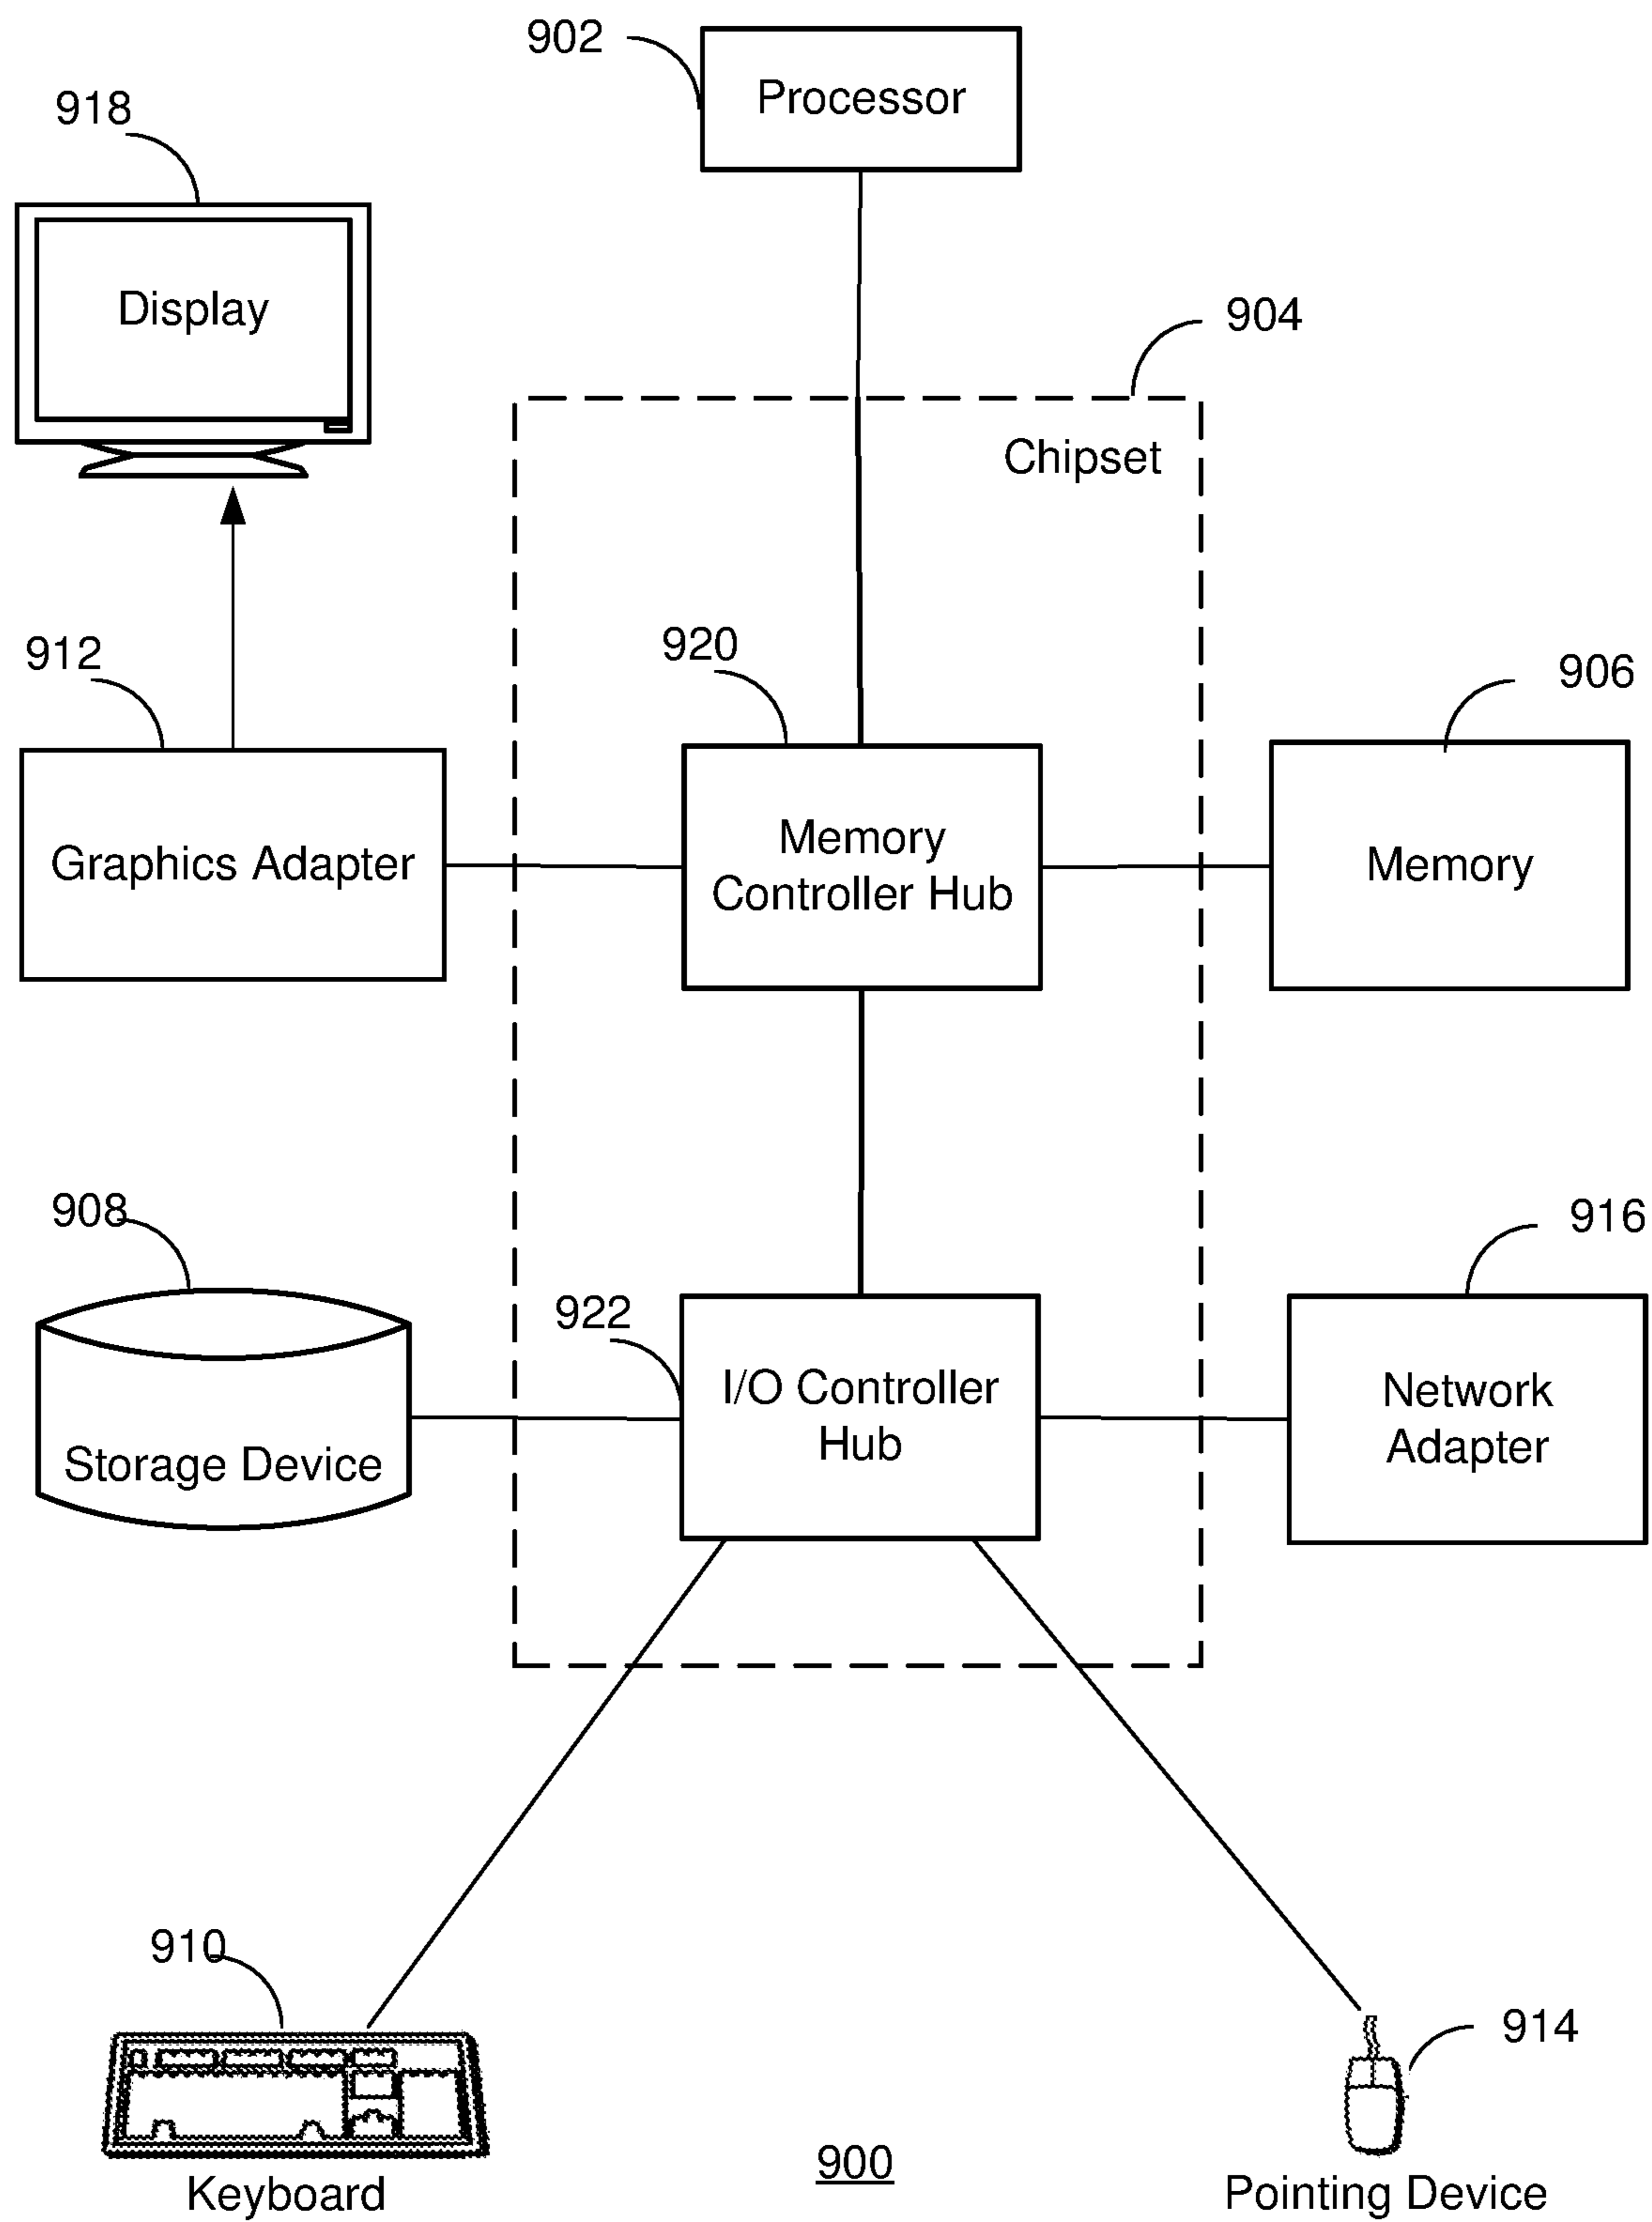 902
Processor
918
Display
904
Chipset
912
920
906
Graphics Adapter
Memory
Controller Hub
Memory
908
922
916
Storage Device
I/O Controller
Hub
Network
Adapter
910
914
Keyboard
900
Pointing Device